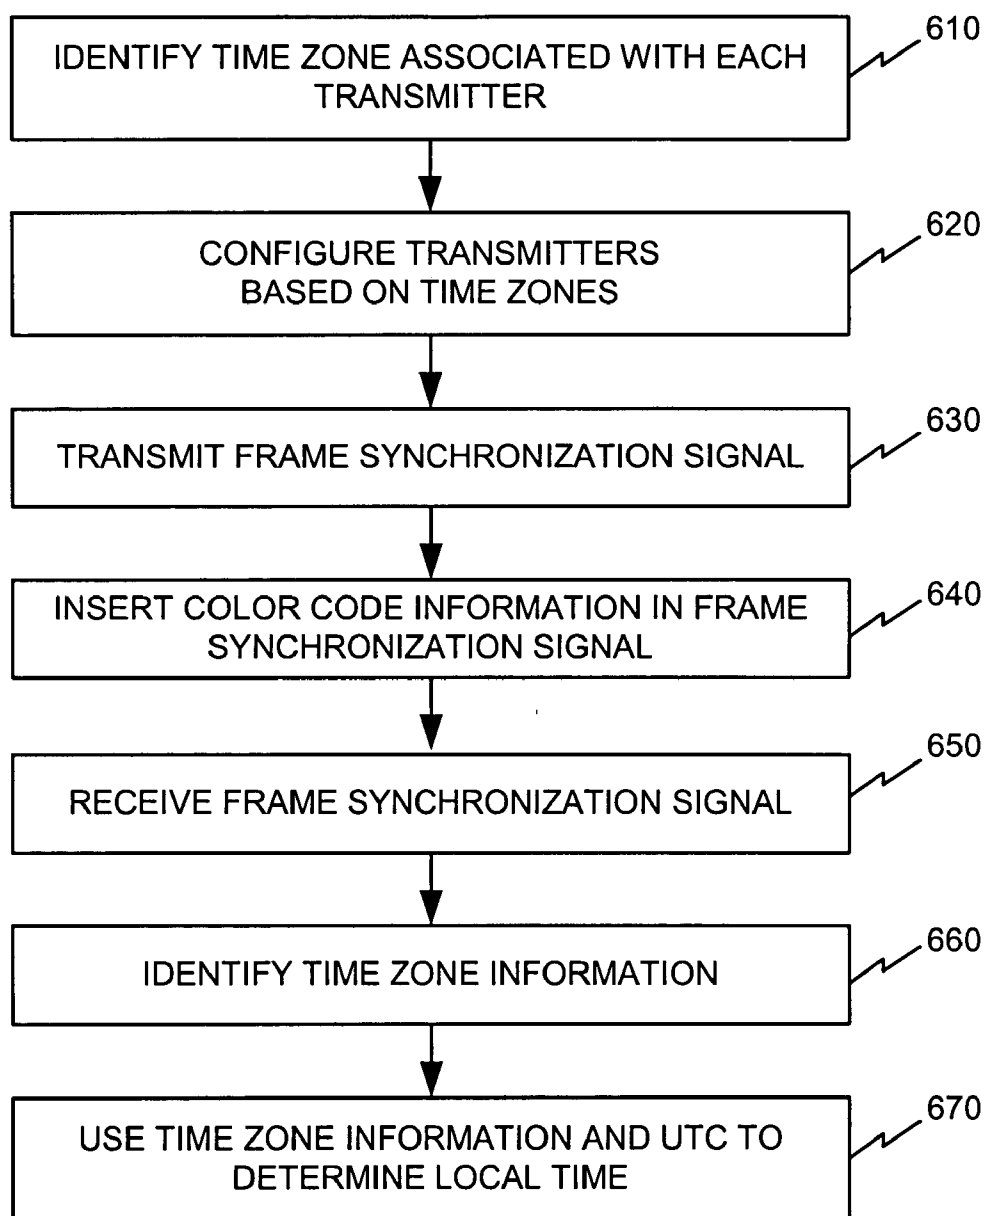 610
IDENTIFY TIME ZONE ASSOCIATED WITH EACH
TRANSMITTER
620
CONFIGURE TRANSMITTERS
BASED ON TIME ZONES
630
TRANSMIT FRAME SYNCHRONIZATION SIGNAL
640
INSERT COLOR CODE INFORMATION IN FRAME
SYNCHRONIZATION SIGNAL
650
RECEIVE FRAME SYNCHRONIZATION SIGNAL
660
IDENTIFY TIME ZONE INFORMATION
670
USE TIME ZONE INFORMATION AND UTC TO
DETERMINE LOCAL TIME